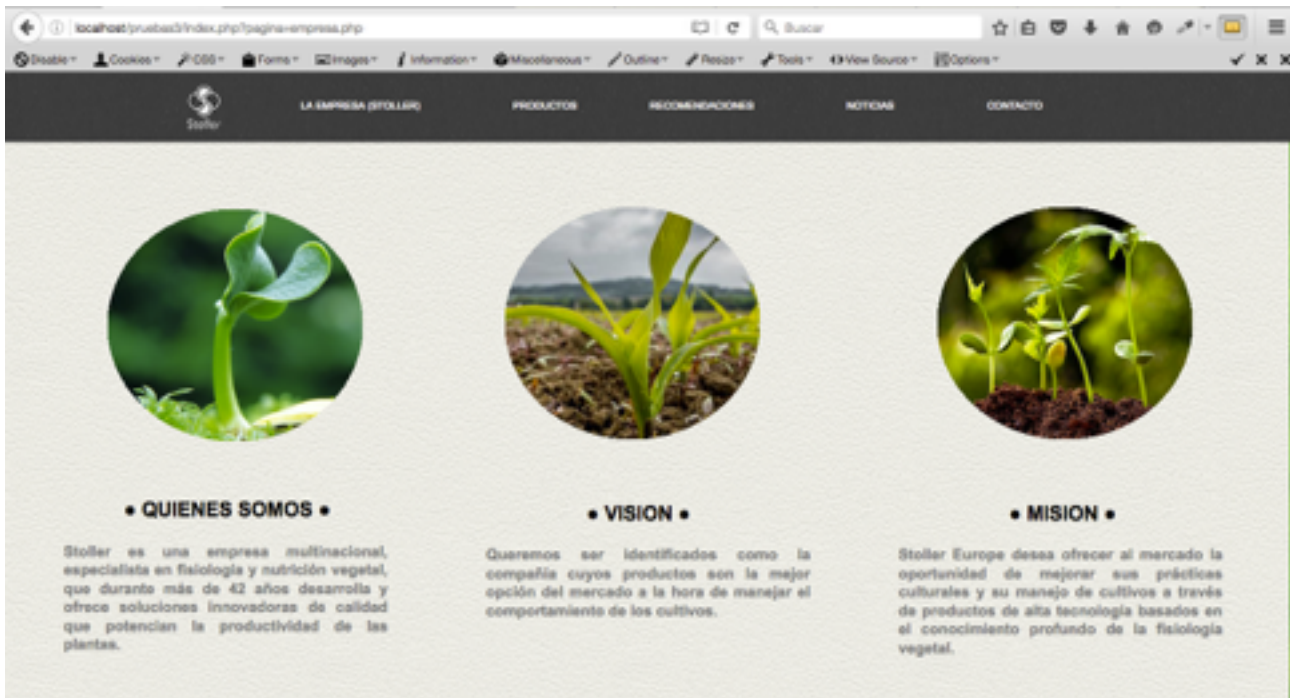 localhost/pruebas3/index.php?pagina=empresa.php
Buscar
Disable Cookies CSS Forms Images Information Miscellaneous Outline Resize Tools View Source Options
Stoller
LA EMPRESA (STOLLER) PRODUCTOS RECOMENDACIONES NOTICIAS CONTACTO
• QUIENES SOMOS •
Stoller es una empresa multinacional,
especialista en fisiología y nutrición vegetal,
que durante más de 42 años desarrolla y
ofrece soluciones innovadoras de calidad
que potencian la productividad de las
plantas.
• VISION •
Queremos ser identificados como la
compañía cuyos productos son la mejor
opción del mercado a la hora de manejar el
comportamiento de los cultivos.
• MISION •
Stoller Europe desea ofrecer al mercado la
oportunidad de mejorar sus prácticas
culturales y su manejo de cultivos a través
de productos de alta tecnología basados en
el conocimiento profundo de la fisiología
vegetal.